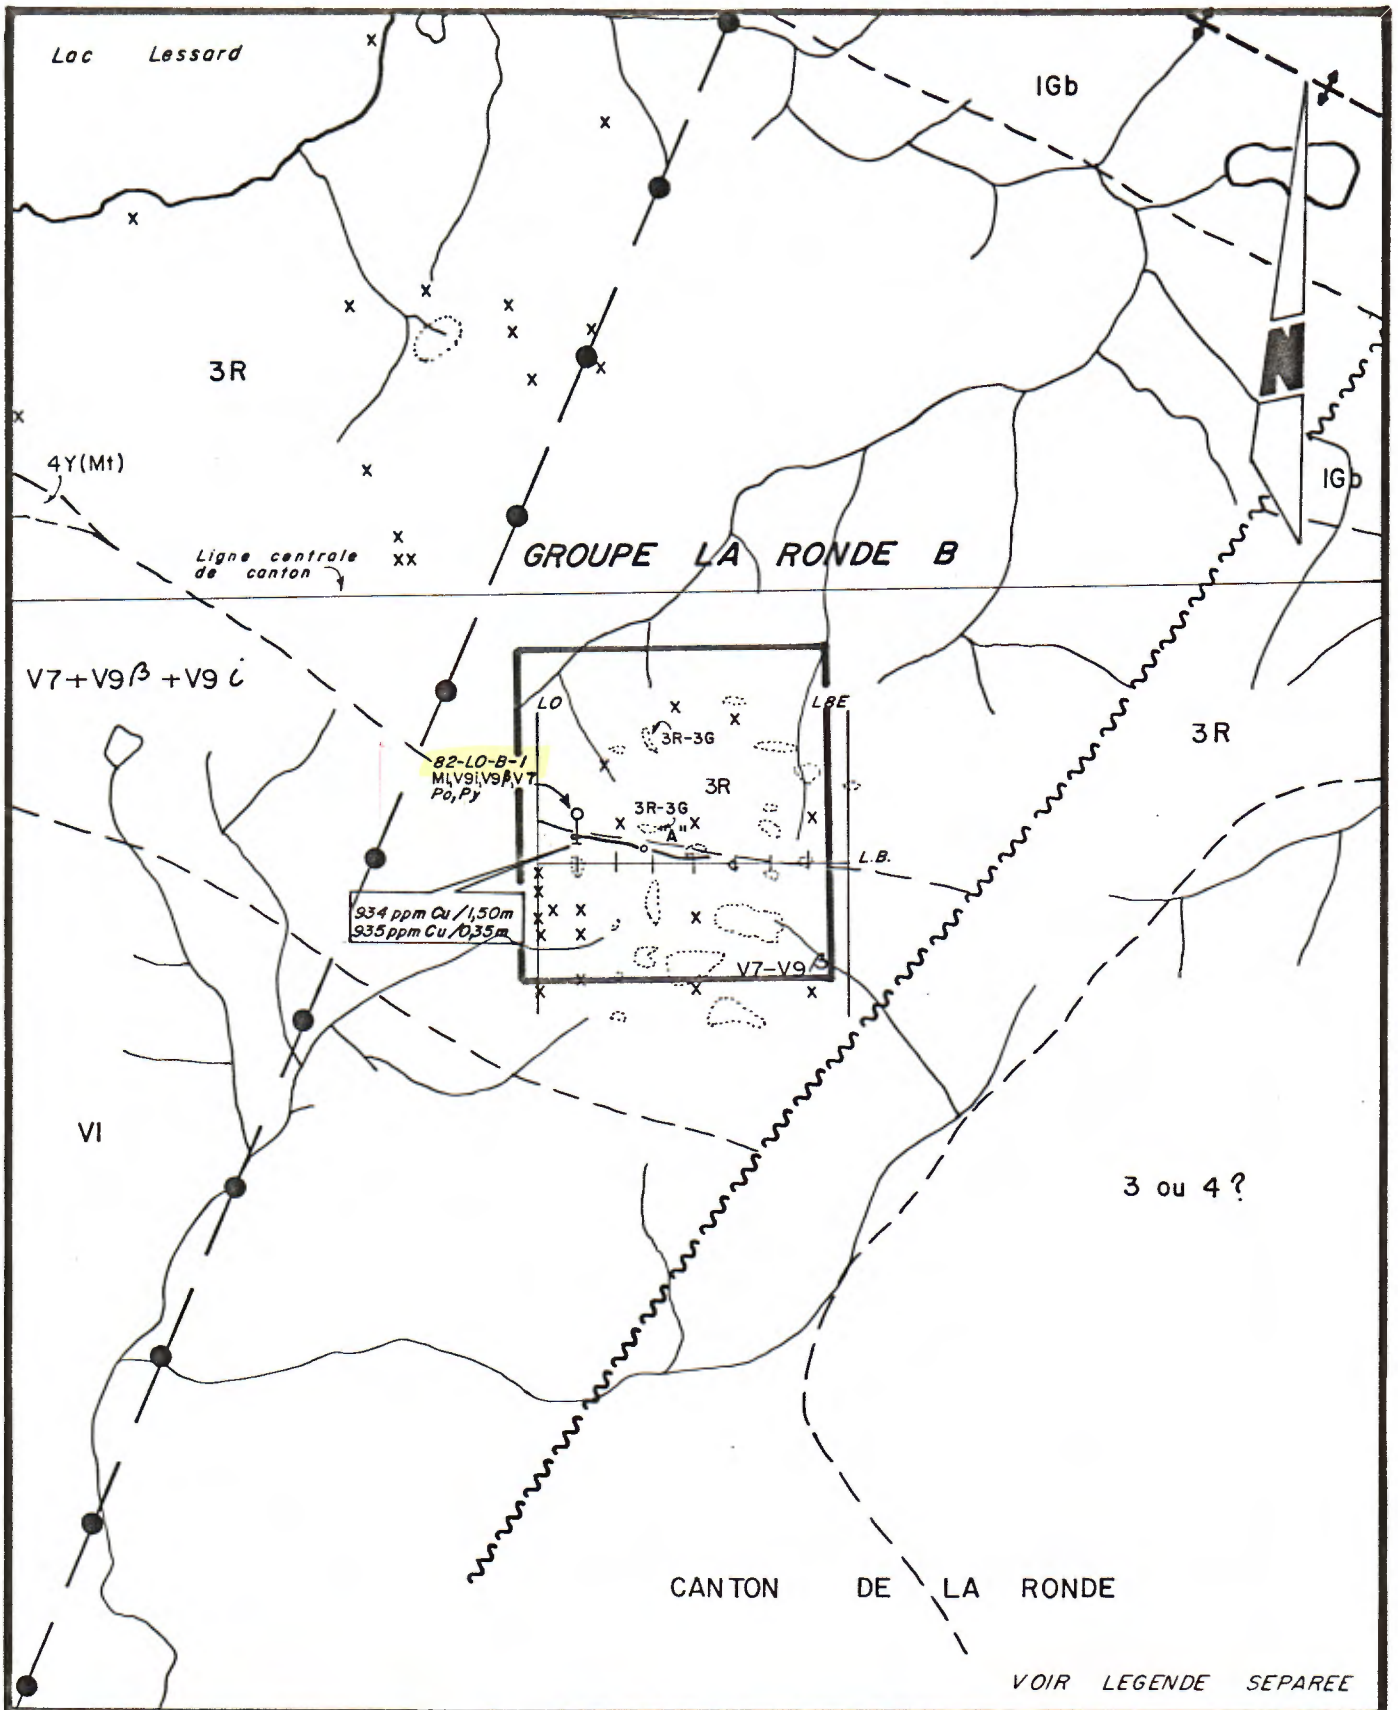 Lac Lessard
IGb
3R
4Y(Mt)
N
IGb
Ligne centrale
de canton
GROUPE LA RONDE B
V7+V9β+V9i
LO
L8E
3R-3G
3R
3R
82-LO-B-1
M1,V9i,V9β,V7
Po,Py
3R-3G
"A"
L.B.
934 ppm Cu/1,50m
935 ppm Cu/0,35m
V7-V9β
VI
3 ou 4?
CANTON DE LA RONDE
VOIR LEGENDE SEPAREE